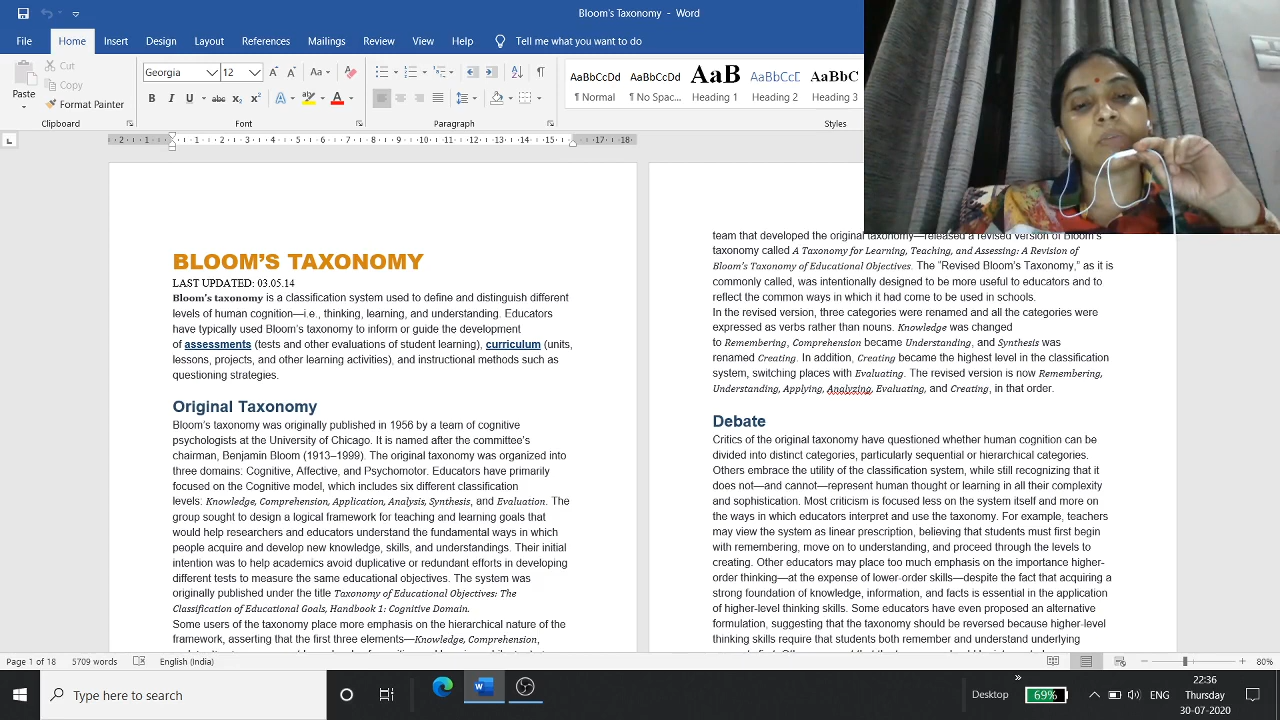 Bloom's Taxonomy - Word
File Home Insert Design Layout References Mailings Review View Help Tell me what you want to do
Paste
Cut
Copy
Format Painter
Clipboard
Georgia 12
Font
Paragraph
AaBbCcDd AaBbCcDd AaB AaBbCcD AaBbC
¶ Normal ¶ No Spac... Heading 1 Heading 2 Heading 3
Styles
BLOOM'S TAXONOMY
LAST UPDATED: 03.05.14
Bloom's taxonomy is a classification system used to define and distinguish different
levels of human cognition—i.e., thinking, learning, and understanding. Educators
have typically used Bloom's taxonomy to inform or guide the development
of assessments (tests and other evaluations of student learning), curriculum (units,
lessons, projects, and other learning activities), and instructional methods such as
questioning strategies.
Original Taxonomy
Bloom's taxonomy was originally published in 1956 by a team of cognitive
psychologists at the University of Chicago. It is named after the committee's
chairman, Benjamin Bloom (1913–1999). The original taxonomy was organized into
three domains: Cognitive, Affective, and Psychomotor. Educators have primarily
focused on the Cognitive model, which includes six different classification
levels: Knowledge, Comprehension, Application, Analysis, Synthesis, and Evaluation. The
group sought to design a logical framework for teaching and learning goals that
would help researchers and educators understand the fundamental ways in which
people acquire and develop new knowledge, skills, and understandings. Their initial
intention was to help academics avoid duplicative or redundant efforts in developing
different tests to measure the same educational objectives. The system was
originally published under the title Taxonomy of Educational Objectives: The
Classification of Educational Goals, Handbook 1: Cognitive Domain.
Some users of the taxonomy place more emphasis on the hierarchical nature of the
framework, asserting that the first three elements—Knowledge, Comprehension,
team that developed the original taxonomy—released a revised version of Bloom's
taxonomy called A Taxonomy for Learning, Teaching, and Assessing: A Revision of
Bloom's Taxonomy of Educational Objectives. The "Revised Bloom's Taxonomy," as it is
commonly called, was intentionally designed to be more useful to educators and to
reflect the common ways in which it had come to be used in schools.
In the revised version, three categories were renamed and all the categories were
expressed as verbs rather than nouns. Knowledge was changed
to Remembering, Comprehension became Understanding, and Synthesis was
renamed Creating. In addition, Creating became the highest level in the classification
system, switching places with Evaluating. The revised version is now Remembering,
Understanding, Applying, Analyzing, Evaluating, and Creating, in that order.
Debate
Critics of the original taxonomy have questioned whether human cognition can be
divided into distinct categories, particularly sequential or hierarchical categories.
Others embrace the utility of the classification system, while still recognizing that it
does not—and cannot—represent human thought or learning in all their complexity
and sophistication. Most criticism is focused less on the system itself and more on
the ways in which educators interpret and use the taxonomy. For example, teachers
may view the system as linear prescription, believing that students must first begin
with remembering, move on to understanding, and proceed through the levels to
creating. Other educators may place too much emphasis on the importance higher-
order thinking—at the expense of lower-order skills—despite the fact that acquiring a
strong foundation of knowledge, information, and facts is essential in the application
of higher-level thinking skills. Some educators have even proposed an alternative
formulation, suggesting that the taxonomy should be reversed because higher-level
thinking skills require that students both remember and understand underlying
Page 1 of 18 5709 words English (India) 80%
Type here to search
Desktop 69% ENG
22:36
Thursday
30-07-2020